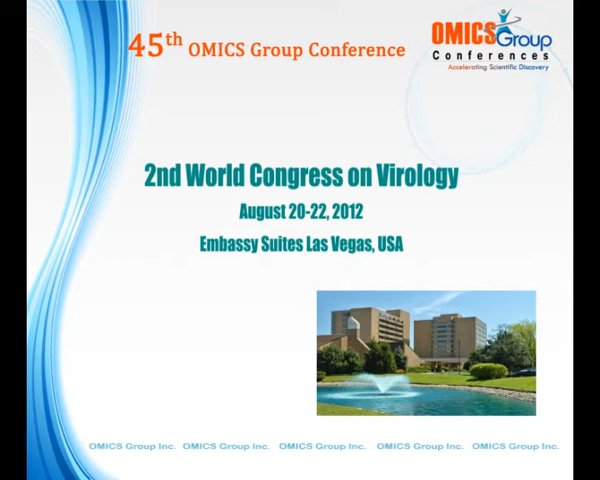 45th OMICS Group Conference
OMICS Group
Conferences
Accelerating Scientific Discovery
2nd World Congress on Virology
August 20-22, 2012
Embassy Suites Las Vegas, USA
OMICS Group Inc. OMICS Group Inc. OMICS Group Inc. OMICS Group Inc. OMICS Group Inc.